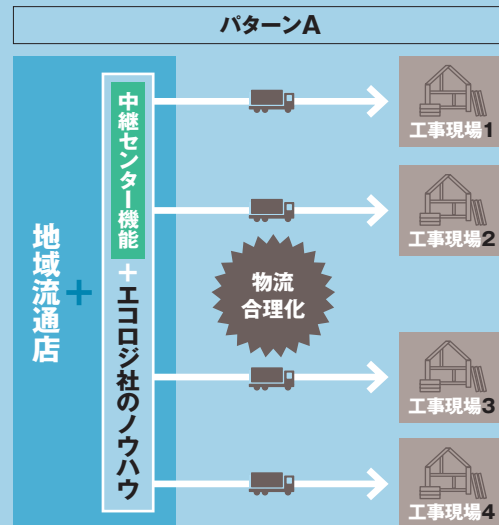 パターンA
地域流通店
+
中継センター機能
+
エコロジ社のノウハウ
物流
合理化
工事現場1
工事現場2
工事現場3
工事現場4